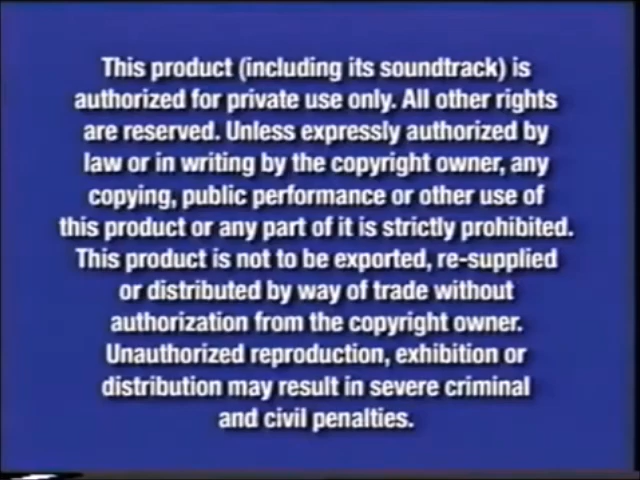 This product (including its soundtrack) is
authorized for private use only. All other rights
are reserved. Unless expressly authorized by
law or in writing by the copyright owner, any
copying, public performance or other use of
this product or any part of it is strictly prohibited.
This product is not to be exported, re-supplied
or distributed by way of trade without
authorization from the copyright owner.
Unauthorized reproduction, exhibition or
distribution may result in severe criminal
and civil penalties.